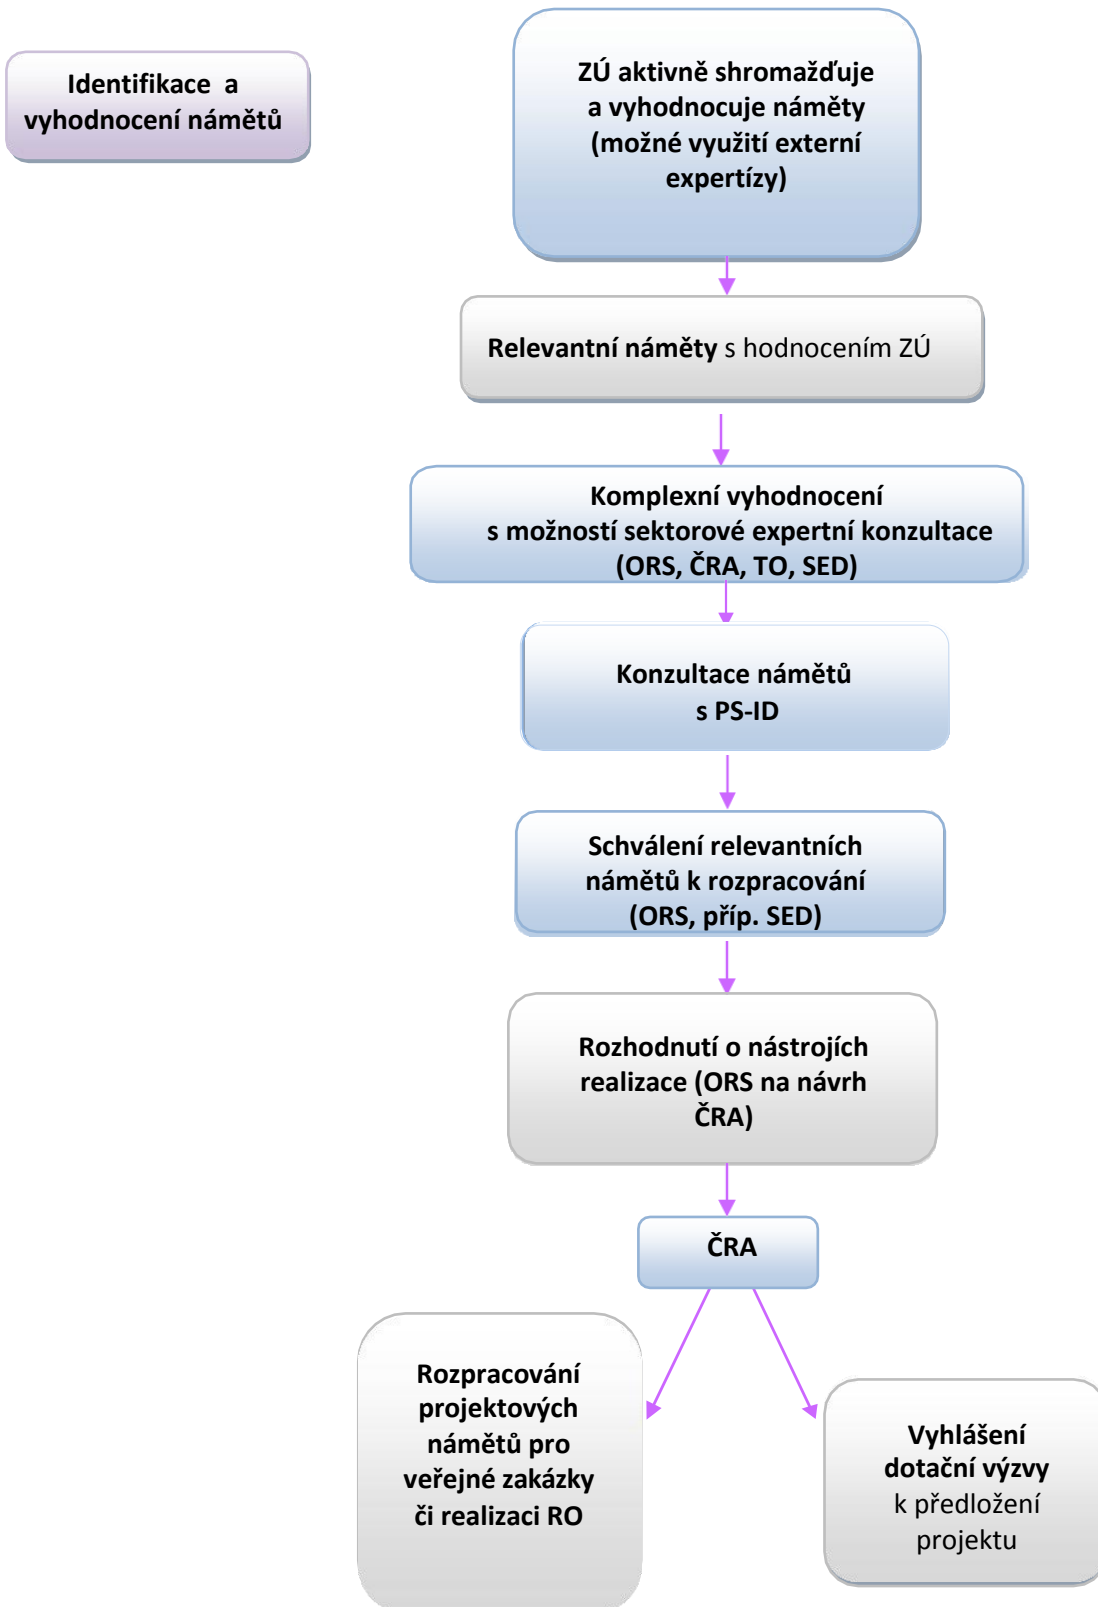 Identifikace a
vyhodnocení námětů
ZÚ aktivně shromažďuje
a vyhodnocuje náměty
(možné využití externí
expertízy)
Relevantní náměty s hodnocením ZÚ
Komplexní vyhodnocení
s možností sektorové expertní konzultace
(ORS, ČRA, TO, SED)
Konzultace námětů
s PS-ID
Schválení relevantních
námětů k rozpracování
(ORS, příp. SED)
Rozhodnutí o nástrojích
realizace (ORS na návrh
ČRA)
ČRA
Rozpracování
projektových
námětů pro
veřejné zakázky
či realizaci RO
Vyhlášení
dotační výzvy
k předložení
projektu